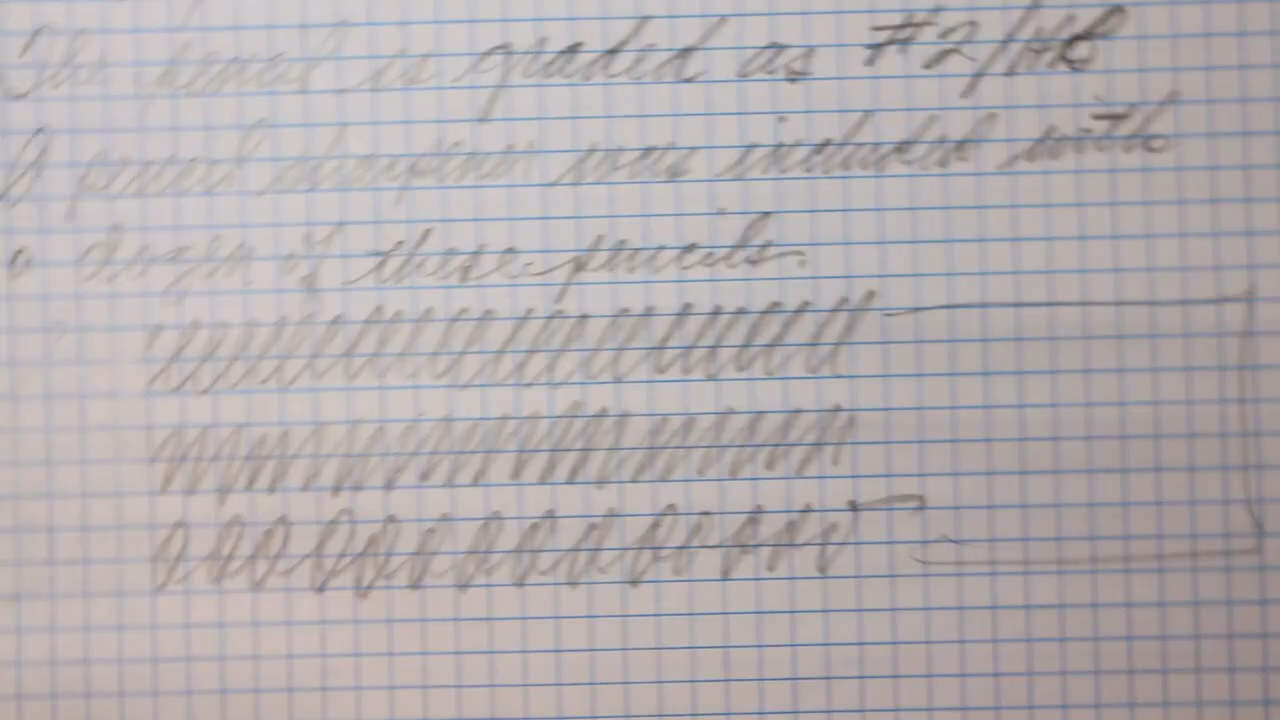 The pencil is graded as #2/HB
A pencil sharpener was included with
a dozen of these pencils.